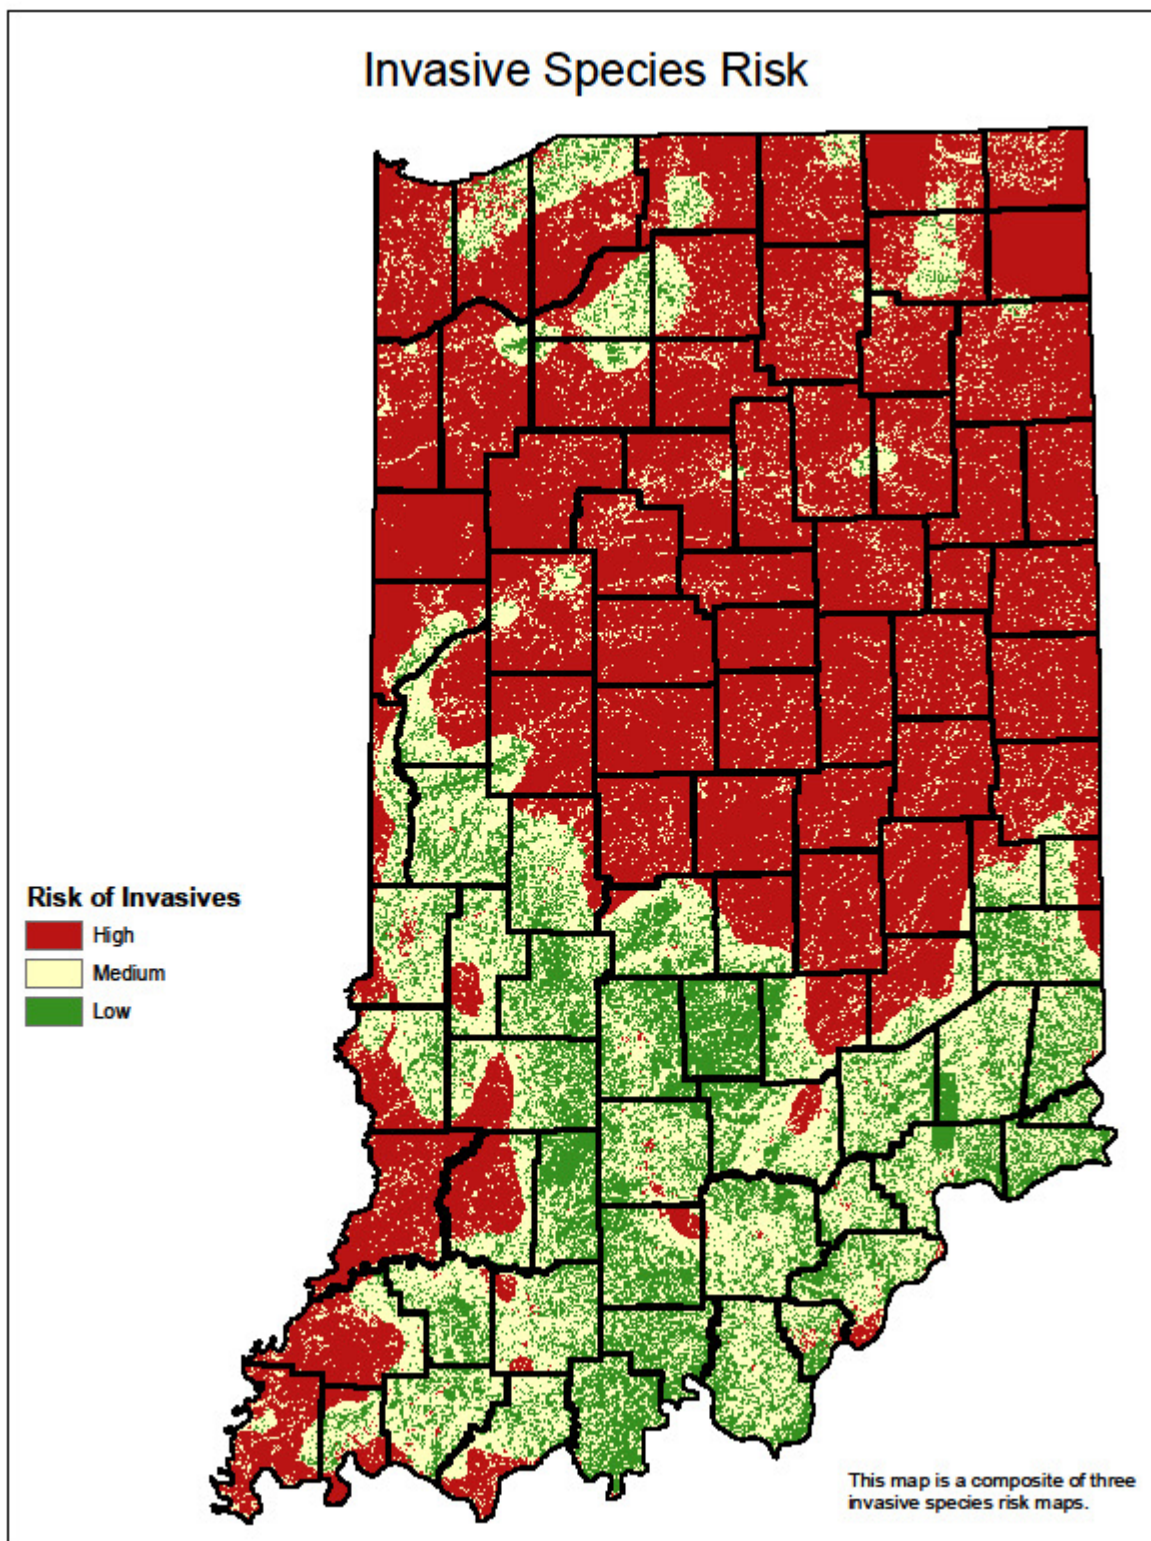 Invasive Species Risk
Risk of Invasives
High
Medium
Low
This map is a composite of three
invasive species risk maps.